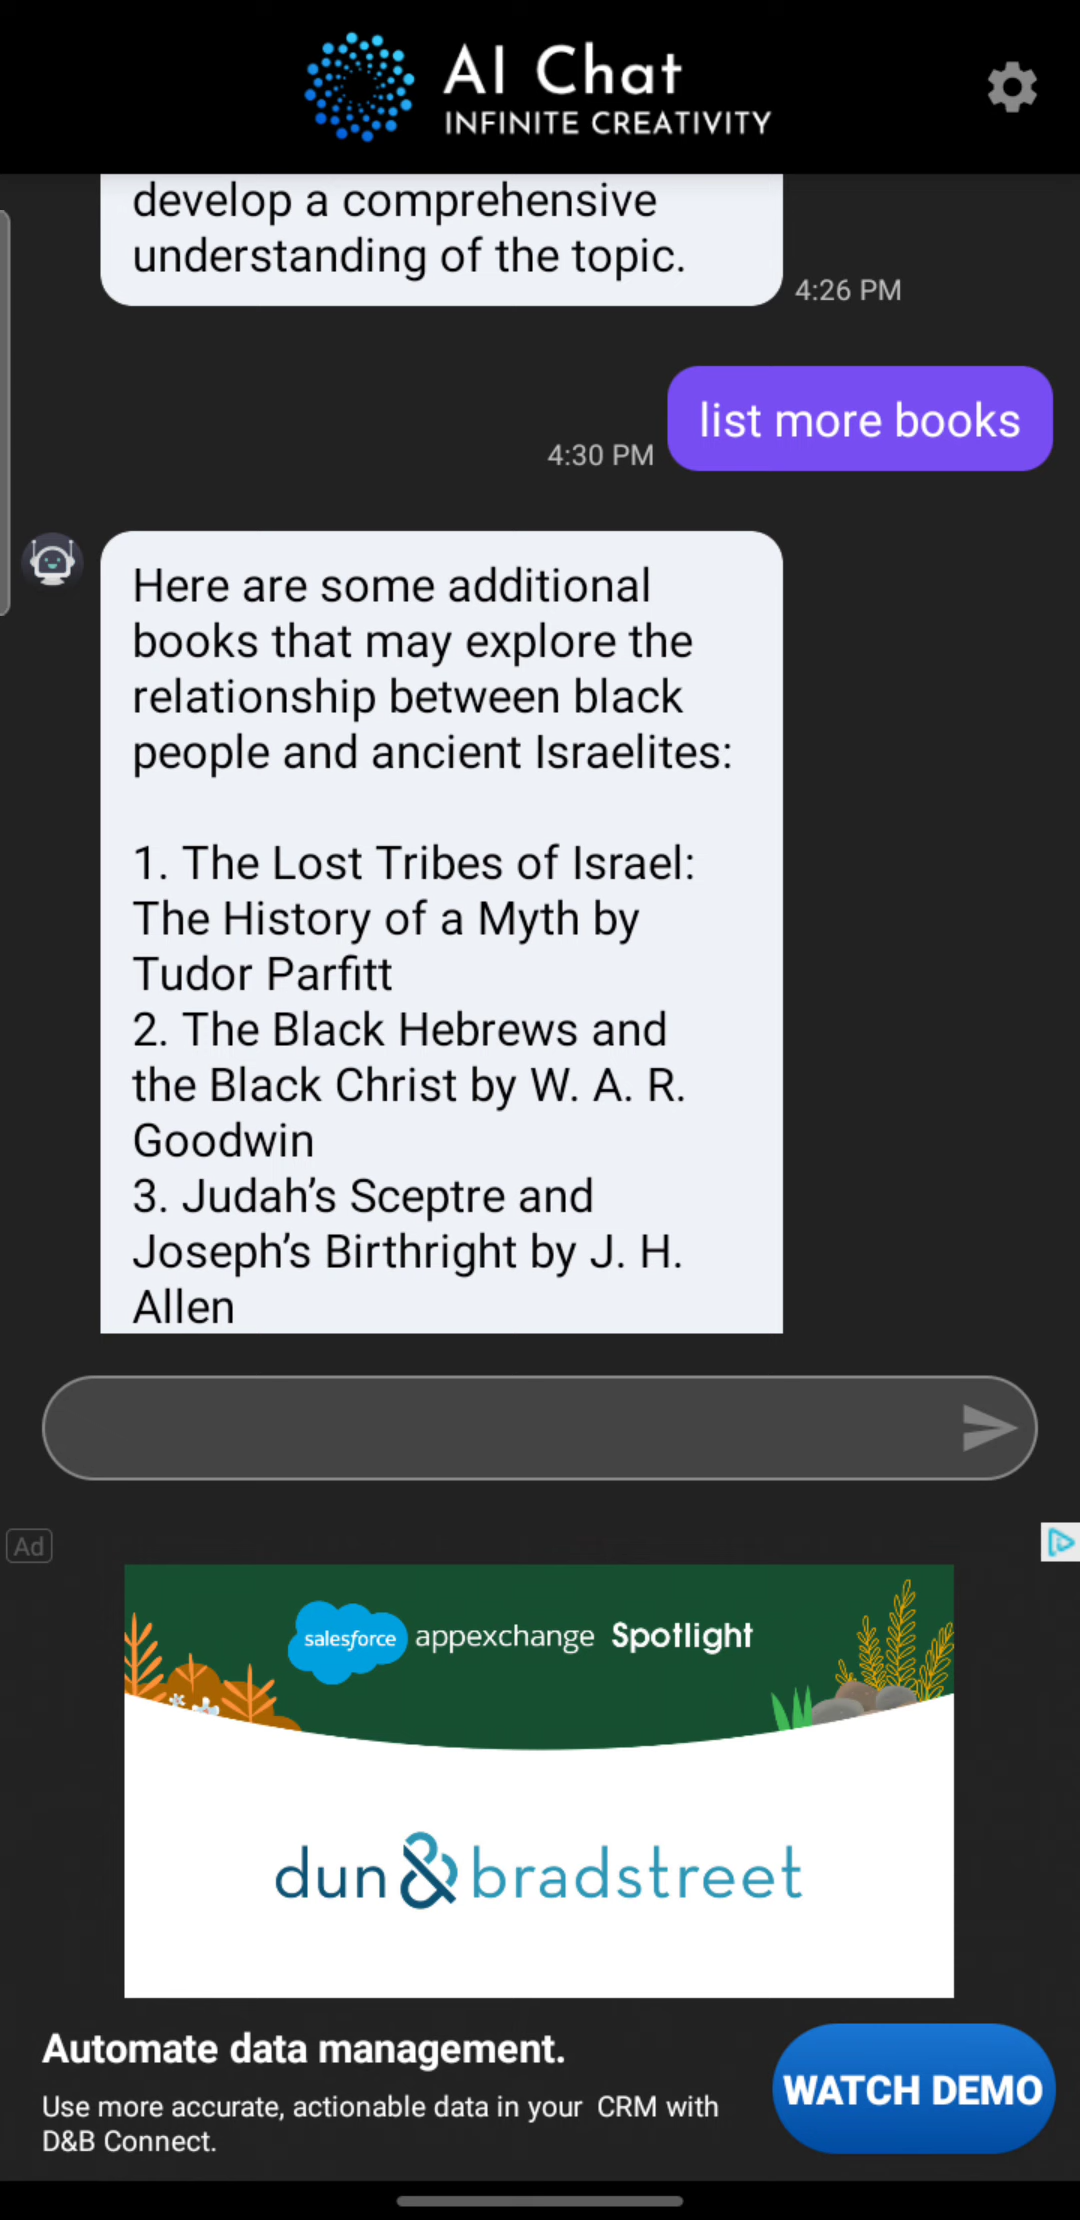 AI Chat
INFINITE CREATIVITY
develop a comprehensive
understanding of the topic.
4:26 PM
list more books
4:30 PM
Here are some additional
books that may explore the
relationship between black
people and ancient Israelites:
1. The Lost Tribes of Israel:
The History of a Myth by
Tudor Parfitt
2. The Black Hebrews and
the Black Christ by W. A. R.
Goodwin
3. Judah’s Sceptre and
Joseph’s Birthright by J. H.
Allen
Ad
salesforce appexchange Spotlight
dun & bradstreet
Automate data management.
Use more accurate, actionable data in your CRM with
D&B Connect.
WATCH DEMO